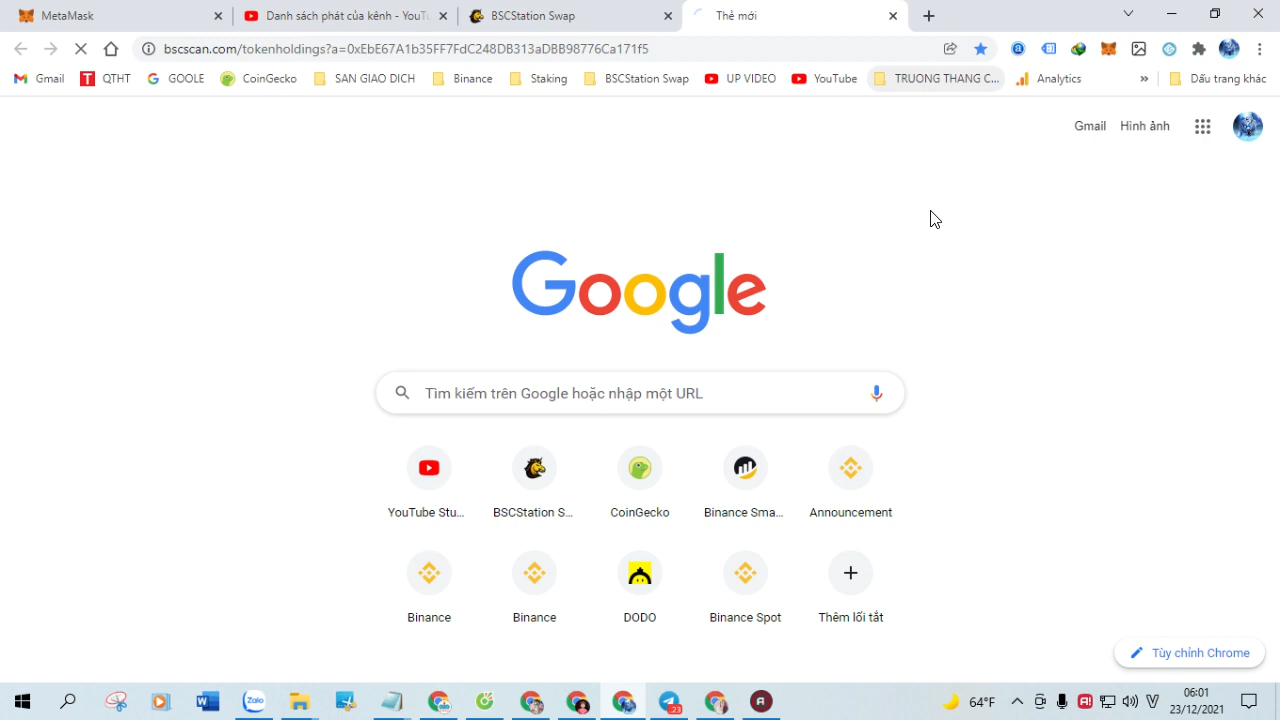 MetaMask
Danh sách phát của kênh - YouT
BSCStation Swap
Thẻ mới
bscscan.com/tokenholdings?a=0xEbE67A1b35FF7FdC248DB313aDBB98776Ca171f5
Gmail
QTHT
GOOLE
CoinGecko
SAN GIAO DICH
Binance
Staking
BSCStation Swap
UP VIDEO
YouTube
TRUONG THANG C...
Analytics
»
Dấu trang khác
Gmail
Hình ảnh
Google
Tìm kiếm trên Google hoặc nhập một URL
YouTube Stu...
BSCStation S...
CoinGecko
Binance Sma...
Announcement
Binance
Binance
DODO
Binance Spot
Thêm lối tắt
Tùy chỉnh Chrome
Zalo
23
64°F
06:01
23/12/2021